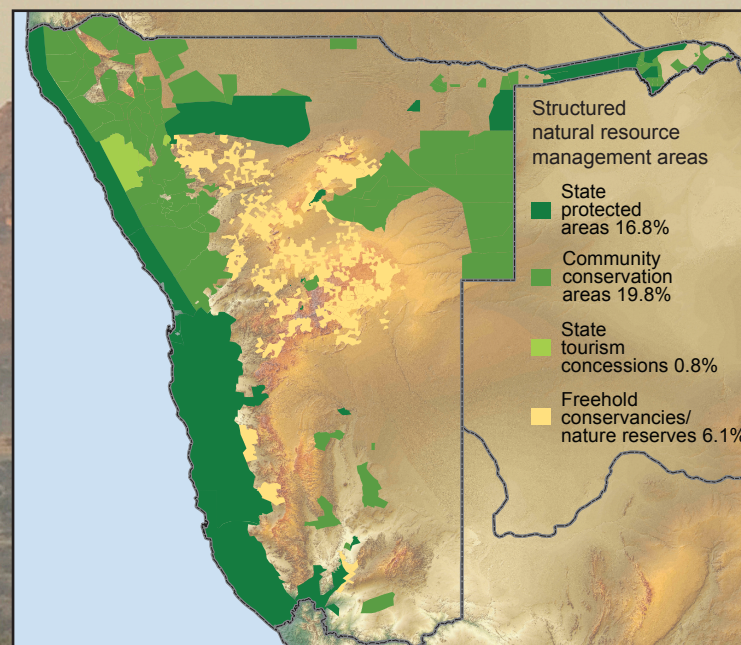 Structured
natural resource
management areas
State
protected
areas 16.8%
Community
conservation
areas 19.8%
State
tourism
concessions 0.8%
Freehold
conservancies/
nature reserves 6.1%